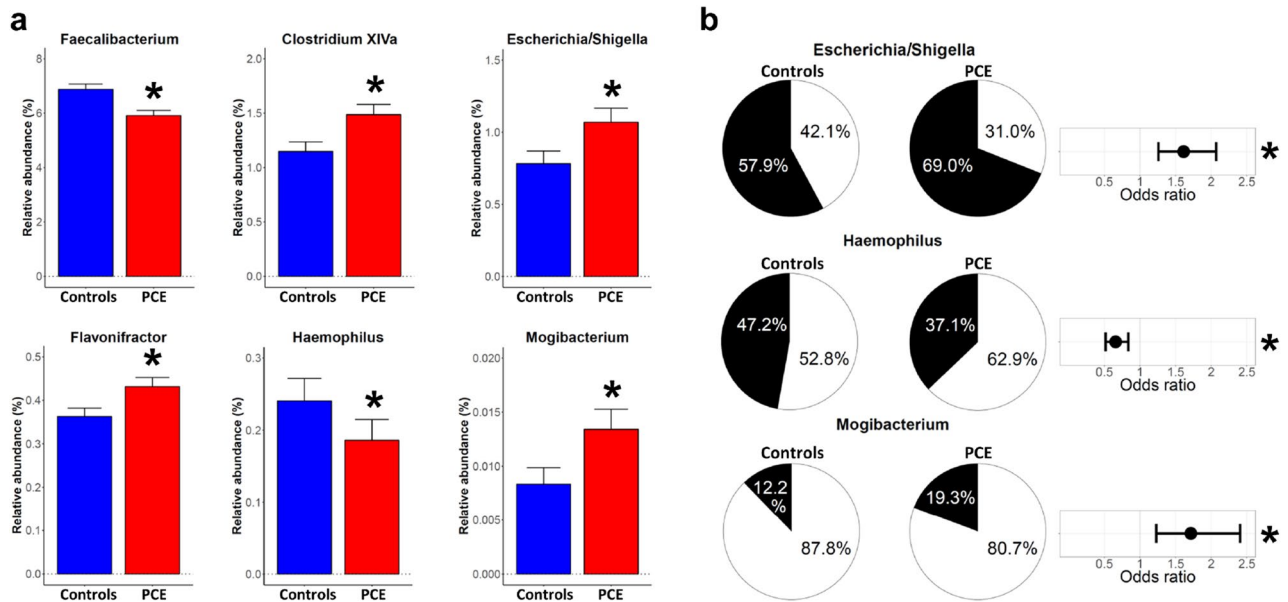 a
Faecalibacterium
Clostridium XIVa
Escherichia/Shigella
Relative abundance (%)
8
6
4
2
0
Controls PCE
Relative abundance (%)
2.0
1.5
1.0
0.5
0.0
Controls PCE
Relative abundance (%)
1.5
1.0
0.5
0.0
Controls PCE
*
*
*
Flavonifractor
Haemophilus
Mogibacterium
Relative abundance (%)
0.5
0.4
0.3
0.2
0.1
0.0
Controls PCE
Relative abundance (%)
0.3
0.2
0.1
0.0
Controls PCE
Relative abundance (%)
0.020
0.015
0.010
0.005
0.000
Controls PCE
*
*
*
b
Escherichia/Shigella
Controls PCE
42.1%
57.9%
31.0%
69.0%
0.5 1 1.5 2 2.5
Odds ratio
*
Haemophilus
Controls PCE
47.2%
52.8%
37.1%
62.9%
0.5 1 1.5 2 2.5
Odds ratio
*
Mogibacterium
Controls PCE
12.2
%
87.8%
19.3%
80.7%
0.5 1 1.5 2 2.5
Odds ratio
*